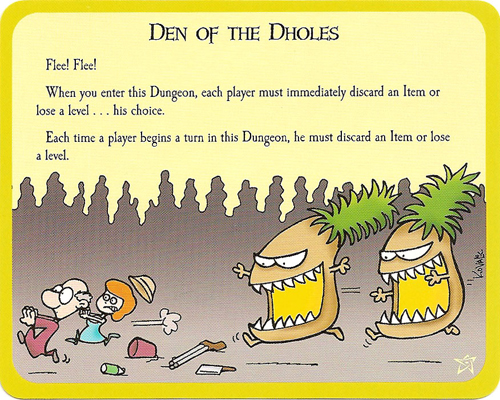 DEN OF THE DHOLES
Flee! Flee!
When you enter this Dungeon, each player must immediately discard an Item or
lose a level . . . his choice.
Each time a player begins a turn in this Dungeon, he must discard an Item or lose
a level.
KOVALIC